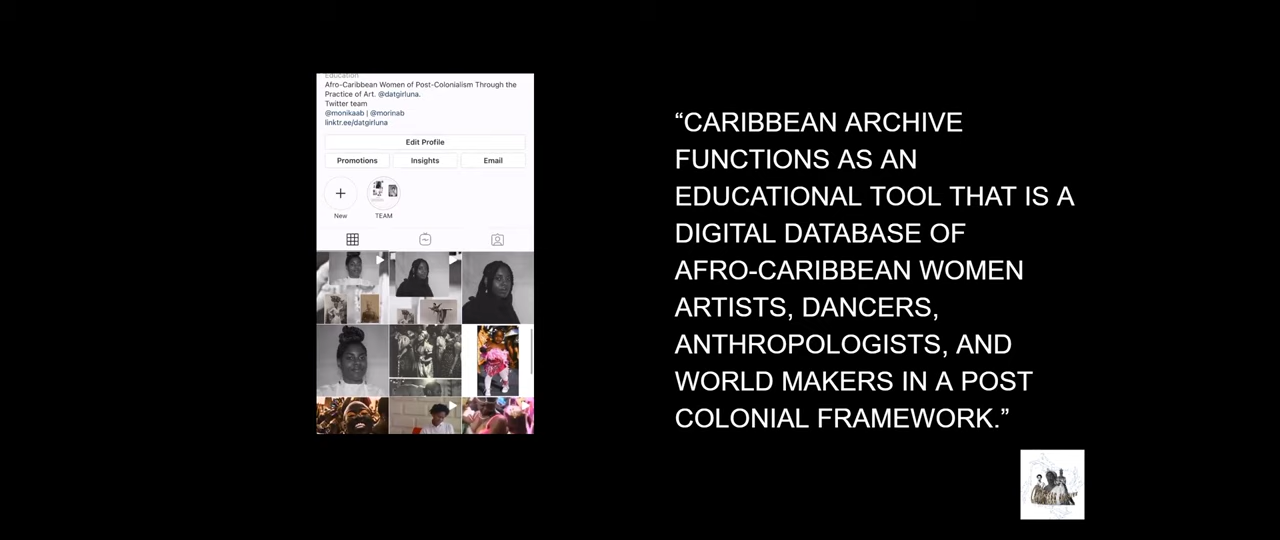 Education
Afro-Caribbean Women of Post-Colonialism Through the
Practice of Art. @datgirluna.
Twitter team
@monikaab | @morinab
linktr.ee/datgirluna
Edit Profile
Promotions Insights Email
New TEAM
“CARIBBEAN ARCHIVE
FUNCTIONS AS AN
EDUCATIONAL TOOL THAT IS A
DIGITAL DATABASE OF
AFRO-CARIBBEAN WOMEN
ARTISTS, DANCERS,
ANTHROPOLOGISTS, AND
WORLD MAKERS IN A POST
COLONIAL FRAMEWORK.”